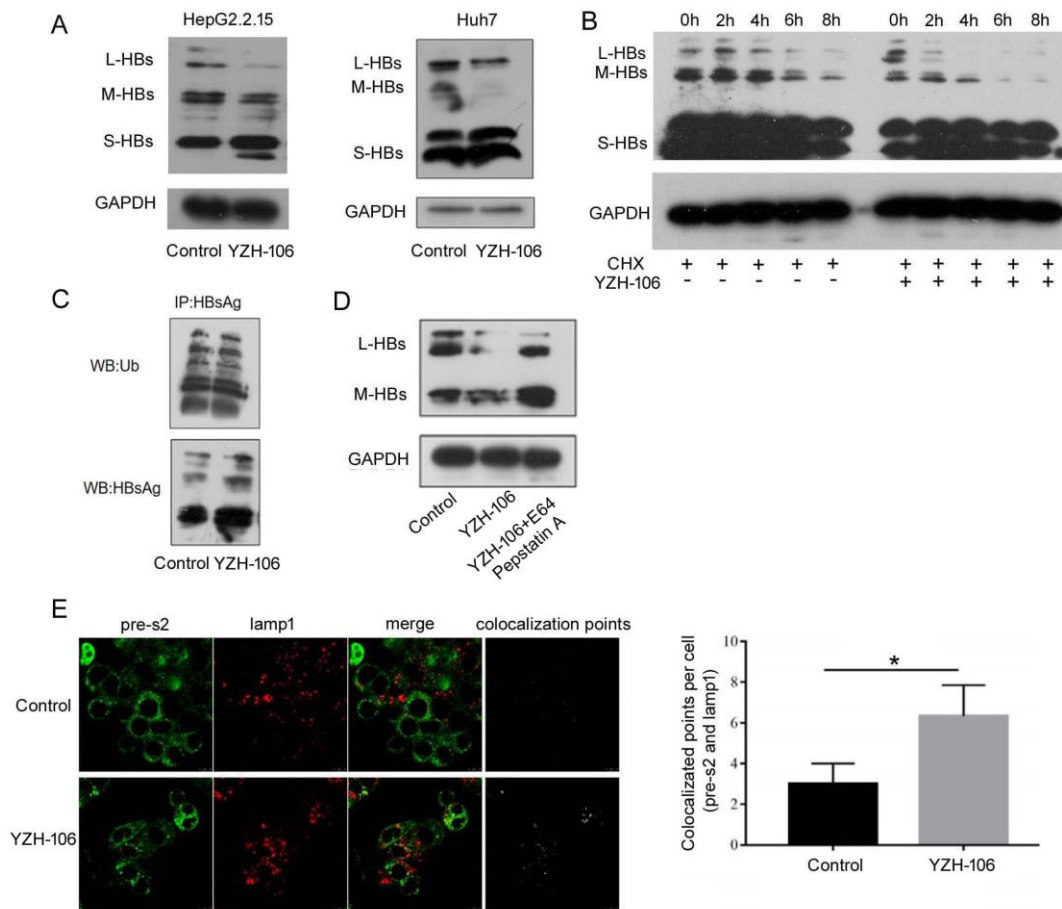 A
HepG2.2.15
Huh7
L-HBs
M-HBs
S-HBs
GAPDH
Control YZH-106
L-HBs
M-HBs
S-HBs
GAPDH
Control YZH-106
B
0h 2h 4h 6h 8h 0h 2h 4h 6h 8h
L-HBs
M-HBs
S-HBs
GAPDH
CHX + + + + + + + + + +
YZH-106 - - - - - + + + + +
C
IP:HBsAg
WB:Ub
WB:HBsAg
Control YZH-106
D
L-HBs
M-HBs
GAPDH
Control
YZH-106
YZH-106+E64
Pepstatin A
E
pre-s2 lamp1 merge colocalization points
Control
YZH-106
Colocalizated points per cell
(pre-s2 and lamp1)
10
8
6
4
2
0
*
Control YZH-106